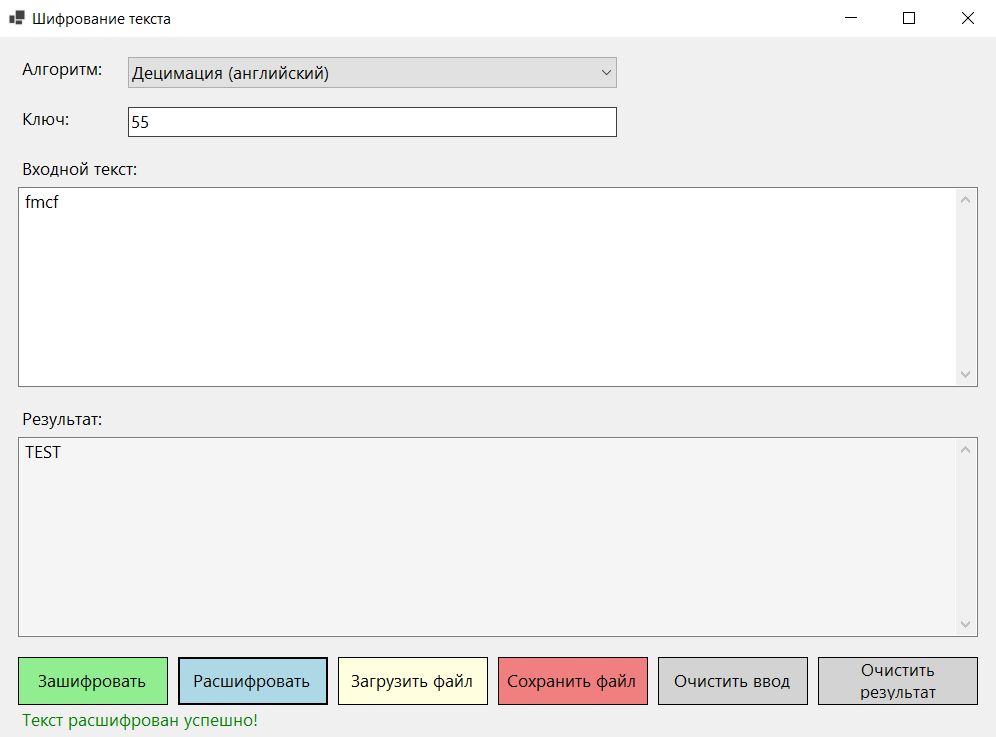 Шифрование текста
Алгоритм: Децимация (английский)
Ключ: 55
Входной текст:
fmcf
Результат:
TEST
Зашифровать Расшифровать Загрузить файл Сохранить файл Очистить ввод Очистить результат
Текст расшифрован успешно!